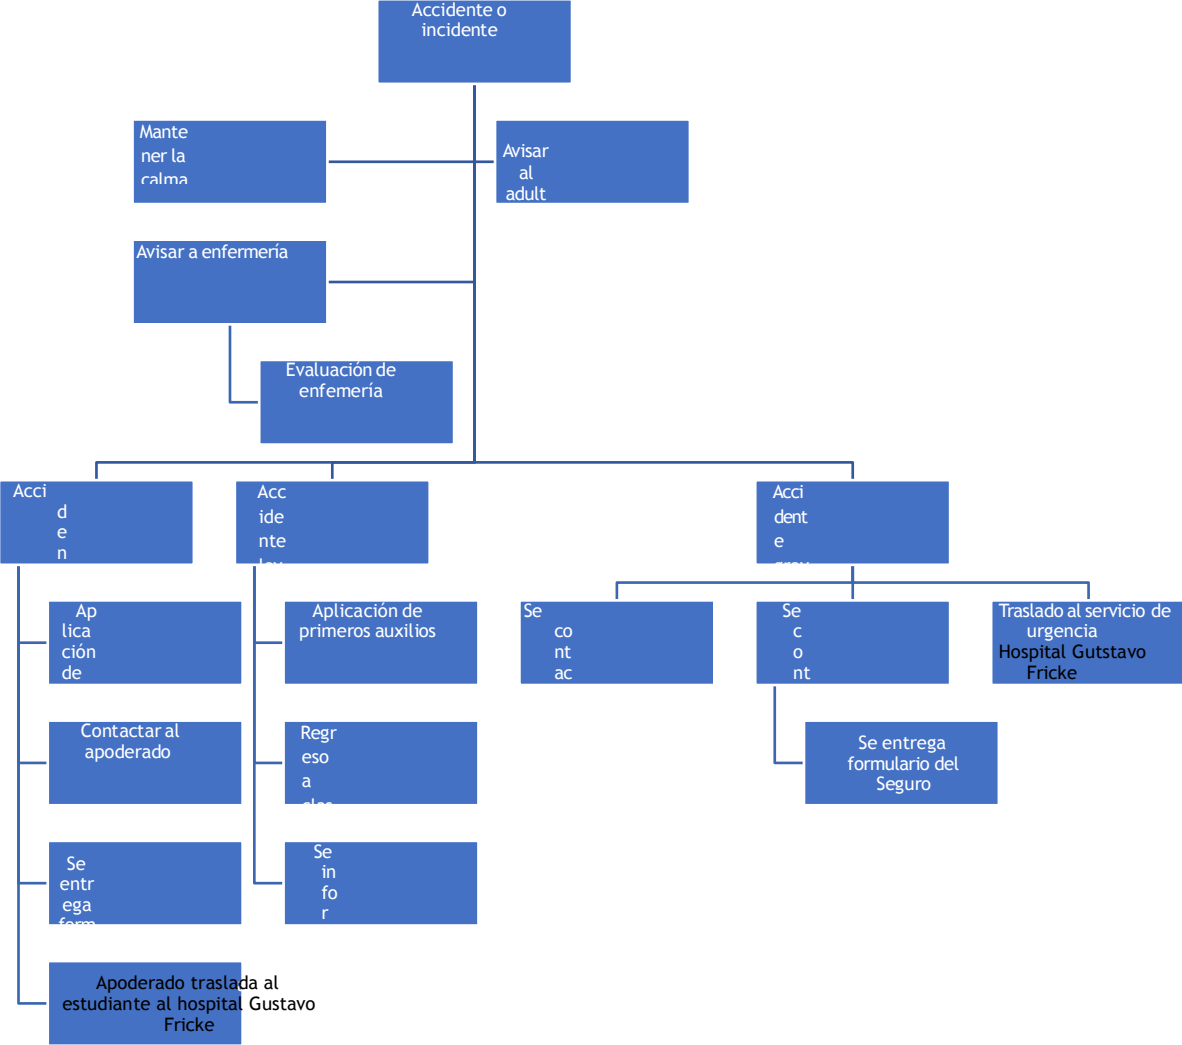 Accidente o
incidente
Mante
ner la
calma
Avisar
al
adult
Avisar a enfermería
Evaluación de
enfemería
Acci
d
e
n
Acc
ide
nte
Acci
dent
e
Ap
lica
ción
de
Aplicación de
primeros auxilios
Se
co
nt
ac
Se
c
o
nt
Traslado al servicio de
urgencia
Hospital Gutstavo
Fricke
Contactar al
apoderado
Regr
eso
a
Se entrega
formulario del
Seguro
Se
entr
ega
form
Se
in
fo
r
Apoderado traslada al
estudiante al hospital Gustavo
Fricke